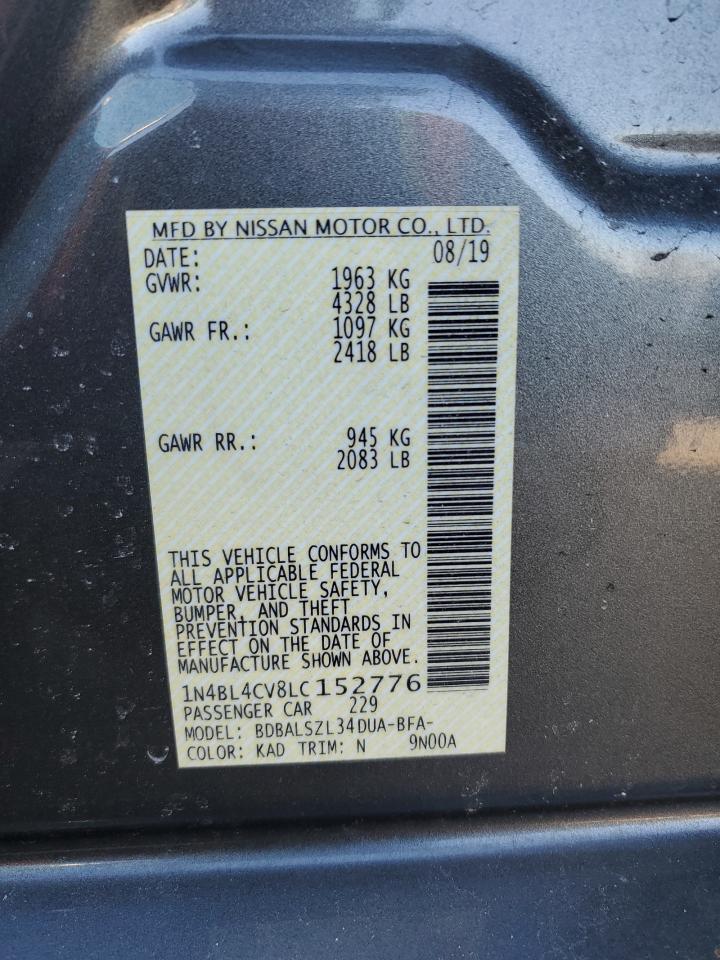 MFD BY NISSAN MOTOR CO., LTD.
DATE: 08/19
GVWR: 1963 KG
4328 LB
GAWR FR.: 1097 KG
2418 LB
GAWR RR.: 945 KG
2083 LB
THIS VEHICLE CONFORMS TO
ALL APPLICABLE FEDERAL
MOTOR VEHICLE SAFETY,
BUMPER, AND THEFT
PREVENTION STANDARDS IN
EFFECT ON THE DATE OF
MANUFACTURE SHOWN ABOVE.
1N4BL4CV8LC152776
PASSENGER CAR 229
MODEL: BDBALSZL34DUA-BFA-
COLOR: KAD TRIM: N 9N00A